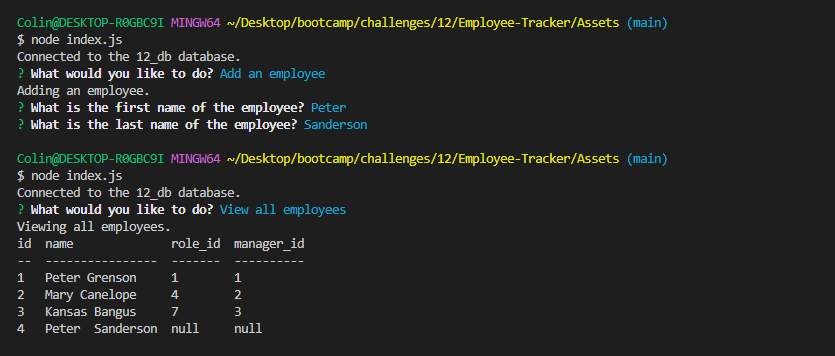 Colin@DESKTOP-R0GBC9I MINGW64 ~/Desktop/bootcamp/challenges/12/Employee-Tracker/Assets (main)
$ node index.js
Connected to the 12_db database.
? What would you like to do? Add an employee
Adding an employee.
? What is the first name of the employee? Peter
? What is the last name of the employee? Sanderson
Colin@DESKTOP-R0GBC9I MINGW64 ~/Desktop/bootcamp/challenges/12/Employee-Tracker/Assets (main)
$ node index.js
Connected to the 12_db database.
? What would you like to do? View all employees
Viewing all employees.
id  name              role_id  manager_id
--  ----------------  -------  ----------
1   Peter Grenson     1        1
2   Mary Canelope     4        2
3   Kansas Bangus     7        3
4   Peter  Sanderson  null     null